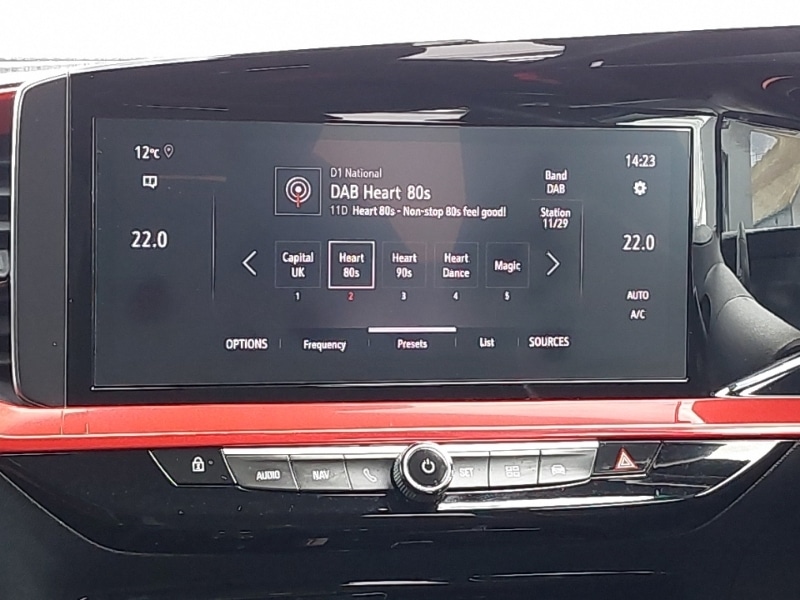 12°C
14:23
D1 National
DAB Heart 80s
11D Heart 80s - Non-stop 80s feel good!
Band
DAB
Station
11/29
22.0
22.0
Capital
UK
Heart
80s
Heart
90s
Heart
Dance
Magic
1
2
3
4
5
AUTO
A/C
OPTIONS
Frequency
Presets
List
SOURCES
AUDIO
NAV
SET